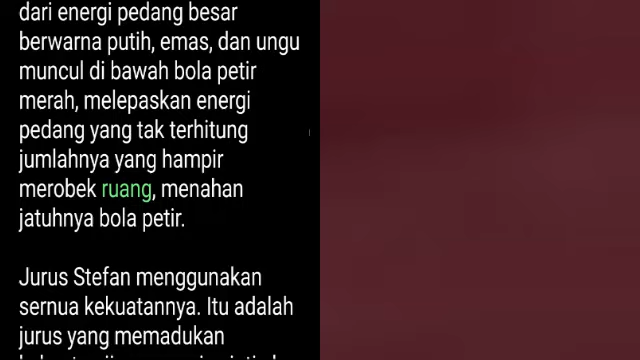 dari energi pedang besar
berwarna putih, emas, dan ungu
muncul di bawah bola petir
merah, melepaskan energi
pedang yang tak terhitung
jumlahnya yang hampir
merobek ruang, menahan
jatuhnya bola petir.
Jurus Stefan menggunakan
sernua kekuatannya. Itu adalah
jurus yang memadukan